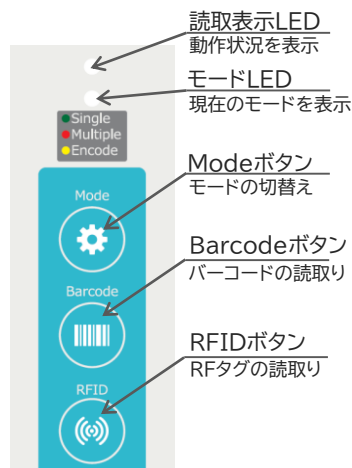 読取表示LED
動作状況を表示
モードLED
現在のモードを表示
Single
Multiple
Encode
Modeボタン
モードの切替え
Mode
Barcodeボタン
バーコードの読取り
Barcode
RFIDボタン
RFタグの読取り
RFID